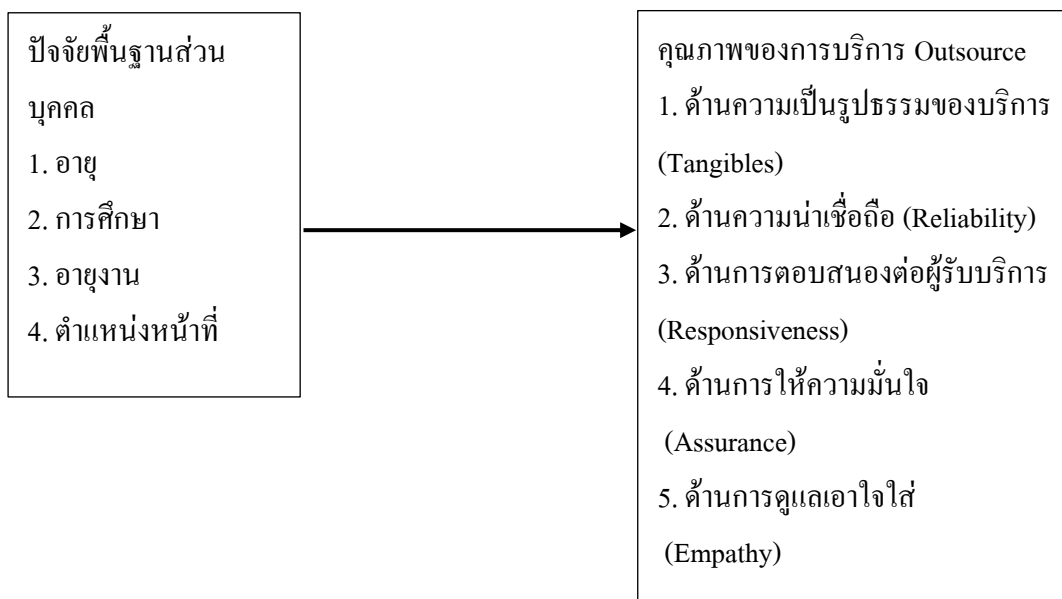 ปัจจัยพื้นฐานส่วน
บุคคล
1. อายุ
2. การศึกษา
3. อายุงาน
4. ตำแหน่งหน้าที่
คุณภาพของการบริการ Outsource
1. ด้านความเป็นรูปธรรมของบริการ
(Tangibles)
2. ด้านความน่าเชื่อถือ (Reliability)
3. ด้านการตอบสนองต่อผู้รับบริการ
(Responsiveness)
4. ด้านการให้ความมั่นใจ
(Assurance)
5. ด้านการดูแลเอาใจใส่
(Empathy)